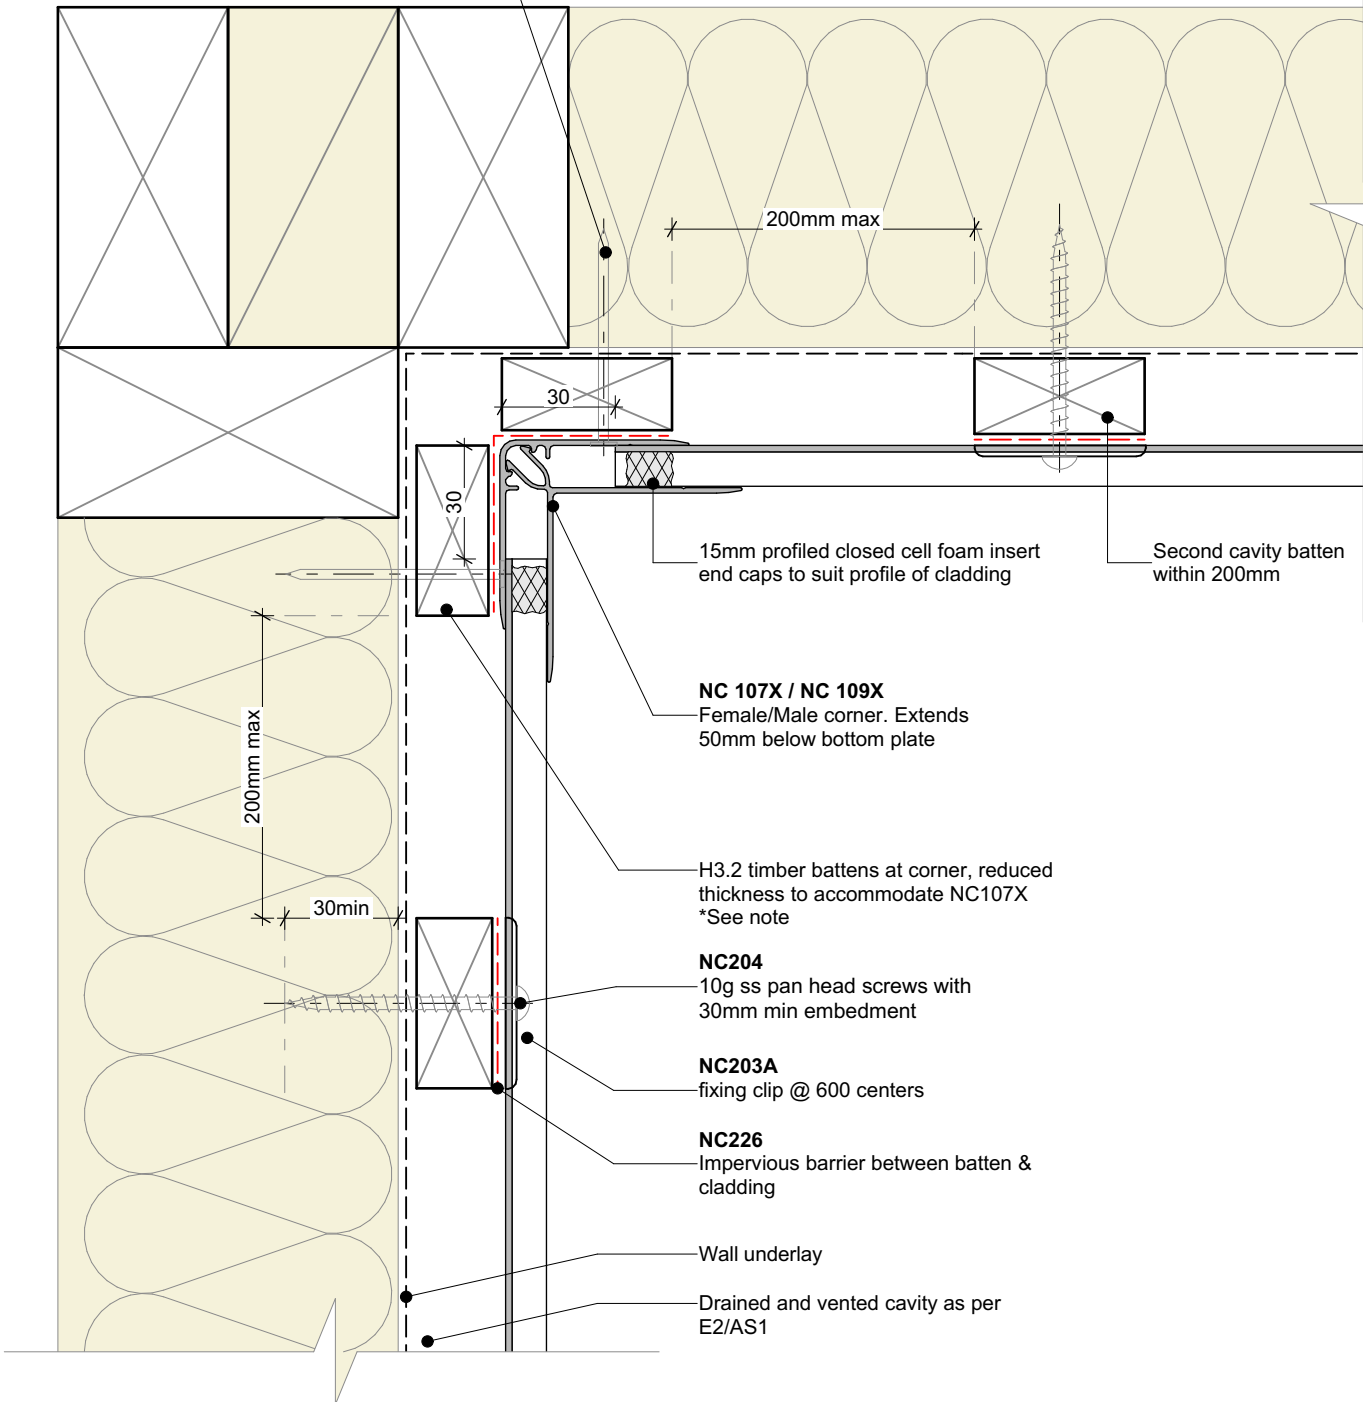 200mm max
30
30
15mm profiled closed cell foam insert
end caps to suit profile of cladding
Second cavity batten
within 200mm
NC 107X / NC 109X
Female/Male corner. Extends
50mm below bottom plate
200mm max
H3.2 timber battens at corner, reduced
thickness to accommodate NC107X
*See note
30min
NC204
10g ss pan head screws with
30mm min embedment
NC203A
fixing clip @ 600 centers
NC226
Impervious barrier between batten &
cladding
Wall underlay
Drained and vented cavity as per
E2/AS1